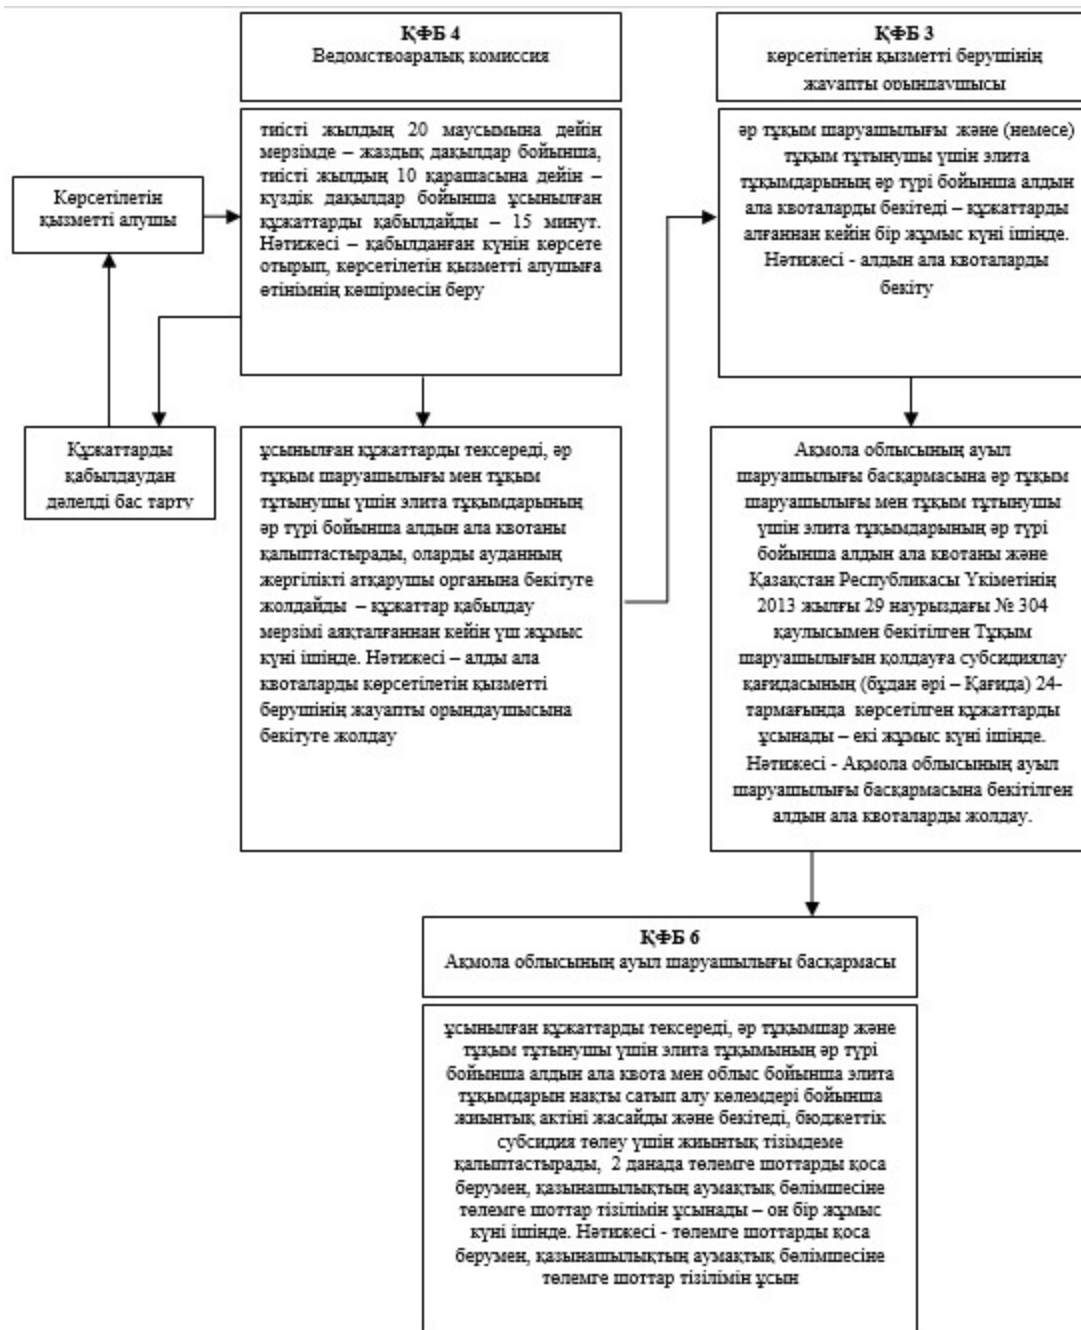 ҚФБ 4
Ведомствоаралық комиссия
ҚФБ 3
көрсетілетін қызметті берушінің
жауапты орындаушысы
Көрсетілетін
қызметті алушы
тиісті жылдың 20 маусымына дейін
мерзімде – жаздық дақылдар бойынша,
тиісті жылдың 10 қарашасына дейін –
күздік дақылдар бойынша ұсынылған
құжаттарды қабылдайды – 15 минут.
Нәтижесі – қабылданған күнін көрсете
отырып, көрсетілетін қызметті алушыға
өтінімнің көшірмесін беру
әр тұқым шаруашылығы және (немесе)
тұқым тұтынушы үшін элита
тұқымдарының әр түрі бойынша алдын
ала квоталарды бекітеді – құжаттарды
алғаннан кейін бір жұмыс күні ішінде.
Нәтижесі - алдын ала квоталарды
бекіту
Құжаттарды
қабылдаудан
дәлелді бас тарту
ұсынылған құжаттарды тексереді, әр
тұқым шаруашылығы мен тұқым
тұтынушы үшін элита тұқымдарының
әр түрі бойынша алдын ала квотаны
қалыптастырады, оларды ауданның
жергілікті атқарушы органына бекітуге
жолдайды – құжаттар қабылдау
мерзімі аяқталғаннан кейін үш жұмыс
күні ішінде. Нәтижесі – алды ала
квоталарды көрсетілетін қызметті
берушінің жауапты орындаушысына
бекітуге жолдау
Ақмола облысының ауыл
шаруашылығы басқармасына әр тұқым
шаруашылығы мен тұқым тұтынушы
үшін элита тұқымдарының әр түрі
бойынша алдын ала квотаны және
Қазақстан Республикасы Үкіметінің
2013 жылғы 29 наурыздағы № 304
қаулысымен бекітілген Тұқым
шаруашылығын қолдауға субсидиялау
қағидасының (бұдан әрі – Қағида) 24-
тармағында көрсетілген құжаттарды
ұсынады – екі жұмыс күні ішінде.
Нәтижесі - Ақмола облысының ауыл
шаруашылығы басқармасына бекітілген
алдын ала квоталарды жолдау.
ҚФБ 6
Ақмола облысының ауыл шаруашылығы басқармасы
ұсынылған құжаттарды тексереді, әр тұқымшар және
тұқым тұтынушы үшін элита тұқымының әр түрі
бойынша алдын ала квота мен облыс бойынша элита
тұқымдарын нақты сатып алу көлемдері бойынша
жиынтық актіні жасайды және бекітеді, бюджеттік
субсидия төлеу үшін жиынтық тізімдеме
қалыптастырады, 2 данада төлемге шоттарды қоса
берумен, қазынашылықтың аумақтық бөлімшесіне
төлемге шоттар тізілімін ұсынады – он бір жұмыс
күні ішінде. Нәтижесі - төлемге шоттарды қоса
берумен, қазынашылықтың аумақтық бөлімшесіне
төлемге шоттар тізілімін ұсын